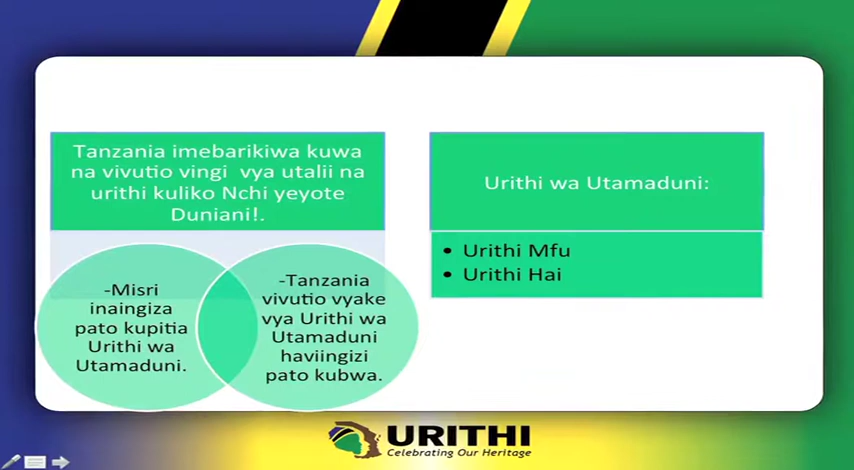 Tanzania imebarikiwa kuwa
na vivutio vingi vya utalii na
urithi kuliko Nchi yeyote
Duniani!.
-Misri
inaingiza
pato kupitia
Urithi wa
Utamaduni.
-Tanzania
vivutio vyake
vya Urithi wa
Utamaduni
haviingizi
pato kubwa.
Urithi wa Utamaduni:
• Urithi Mfu
• Urithi Hai
URITHI
Celebrating Our Heritage